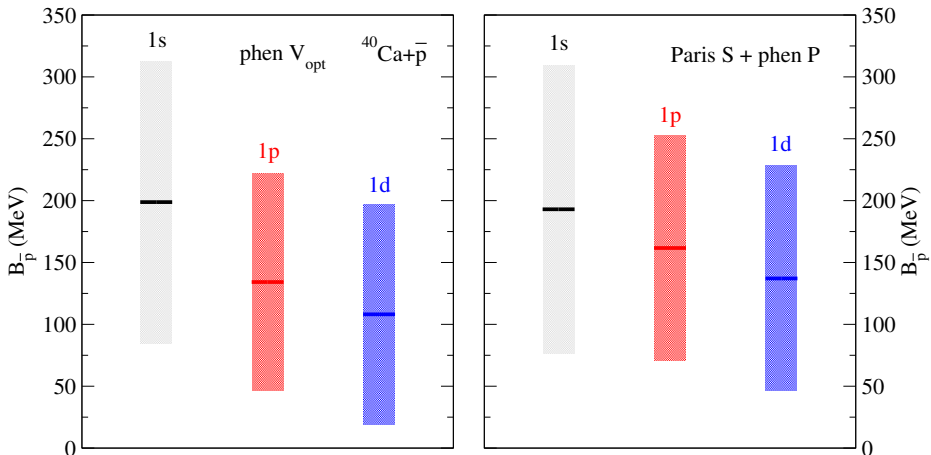 350
300
250
200
150
100
50
0
B_p̄ (MeV)
1s
phen V_opt
⁴⁰Ca+p̄
1p
1d
1s
Paris S + phen P
1p
1d
350
300
250
200
150
100
50
0
B_p̄ (MeV)